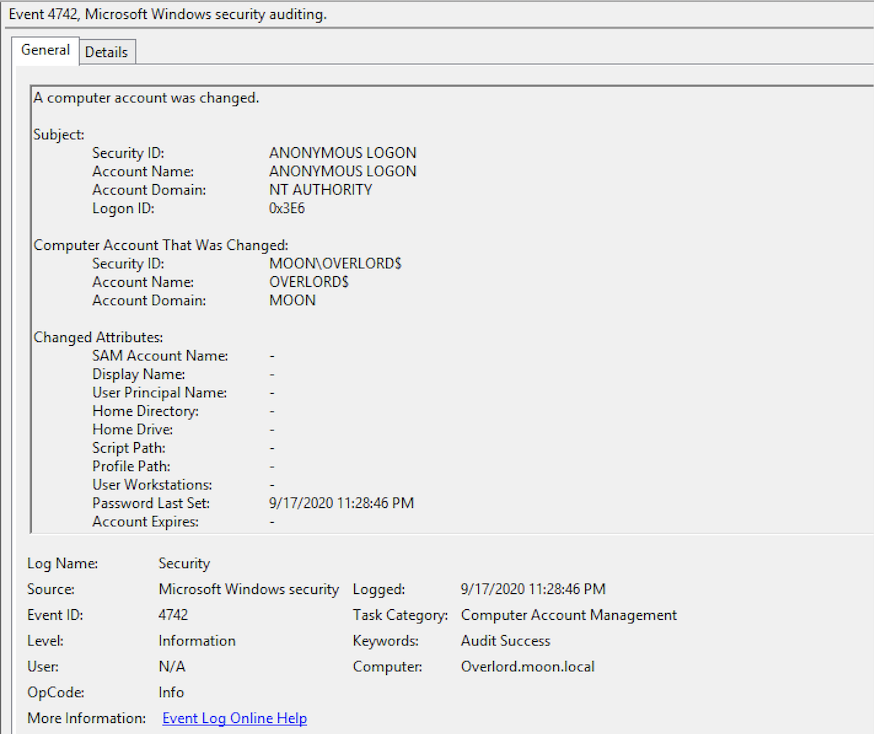 Event 4742, Microsoft Windows security auditing.
General Details
A computer account was changed.
Subject:
Security ID: ANONYMOUS LOGON
Account Name: ANONYMOUS LOGON
Account Domain: NT AUTHORITY
Logon ID: 0x3E6
Computer Account That Was Changed:
Security ID: MOON\OVERLORD$
Account Name: OVERLORD$
Account Domain: MOON
Changed Attributes:
SAM Account Name: -
Display Name: -
User Principal Name: -
Home Directory: -
Home Drive: -
Script Path: -
Profile Path: -
User Workstations: -
Password Last Set: 9/17/2020 11:28:46 PM
Account Expires: -
Log Name: Security
Source: Microsoft Windows security Logged: 9/17/2020 11:28:46 PM
Event ID: 4742 Task Category: Computer Account Management
Level: Information Keywords: Audit Success
User: N/A Computer: Overlord.moon.local
OpCode: Info
More Information: Event Log Online Help